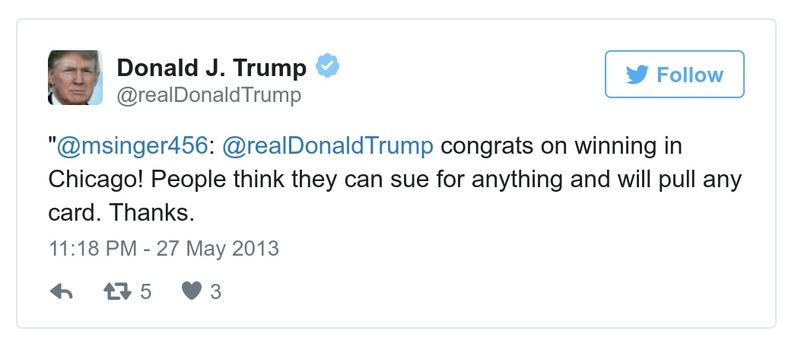 Donald J. Trump
@realDonaldTrump
Follow
"@msinger456: @realDonaldTrump congrats on winning in
Chicago! People think they can sue for anything and will pull any
card. Thanks.
11:18 PM - 27 May 2013
5 3